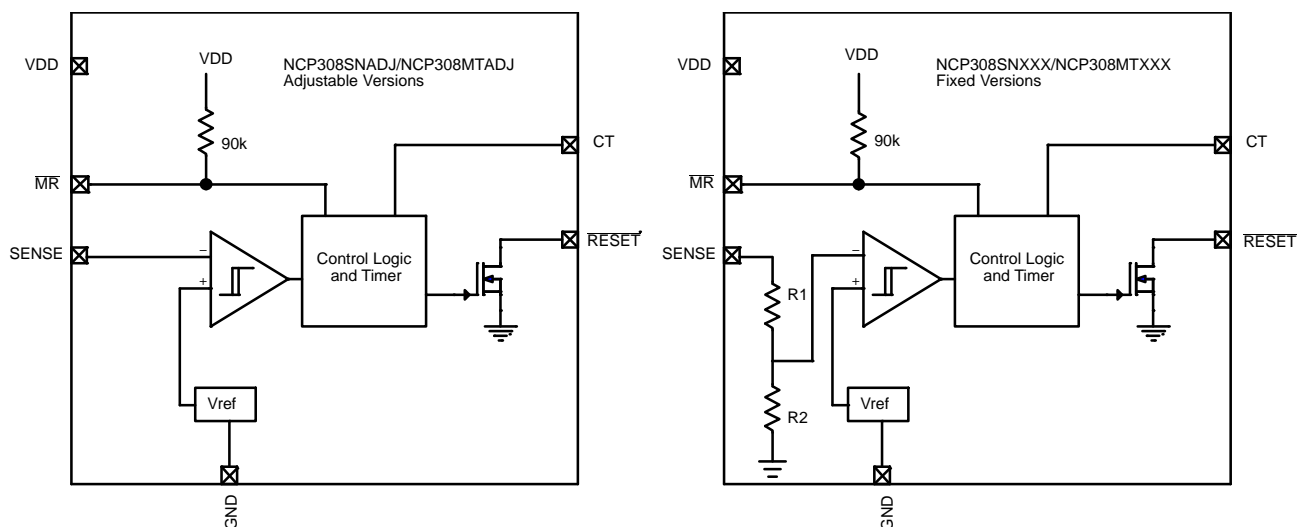 VDD
VDD
NCP308SNADJ/NCP308MTADJ
Adjustable Versions
90k
CT
MR
SENSE
−
+
Control Logic
and Timer
RESET
Vref
GND
VDD
VDD
NCP308SNXXX/NCP308MTXXX
Fixed Versions
90k
CT
MR
SENSE
−
+
Control Logic
and Timer
RESET
R1
R2
Vref
GND